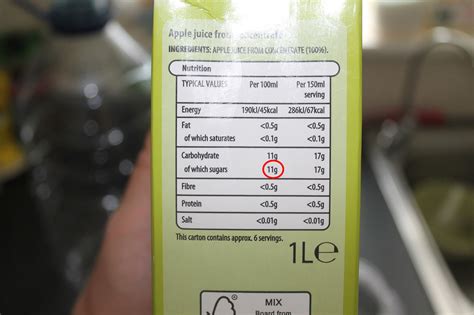 Apple juice from concentrate
INGREDIENTS: APPLE JUICE FROM CONCENTRATE (100%).
Nutrition
TYPICAL VALUES Per 100ml Per 150ml
serving
Energy 190kJ/45kcal 286kJ/67kcal
Fat <0.5g <0.5g
of which saturates <0.1g <0.1g
Carbohydrate 11g 17g
of which sugars 11g 17g
Fibre <0.5g <0.5g
Protein <0.5g <0.5g
Salt <0.01g <0.01g
This carton contains approx. 6 servings.
1L℮
MIX
Board from